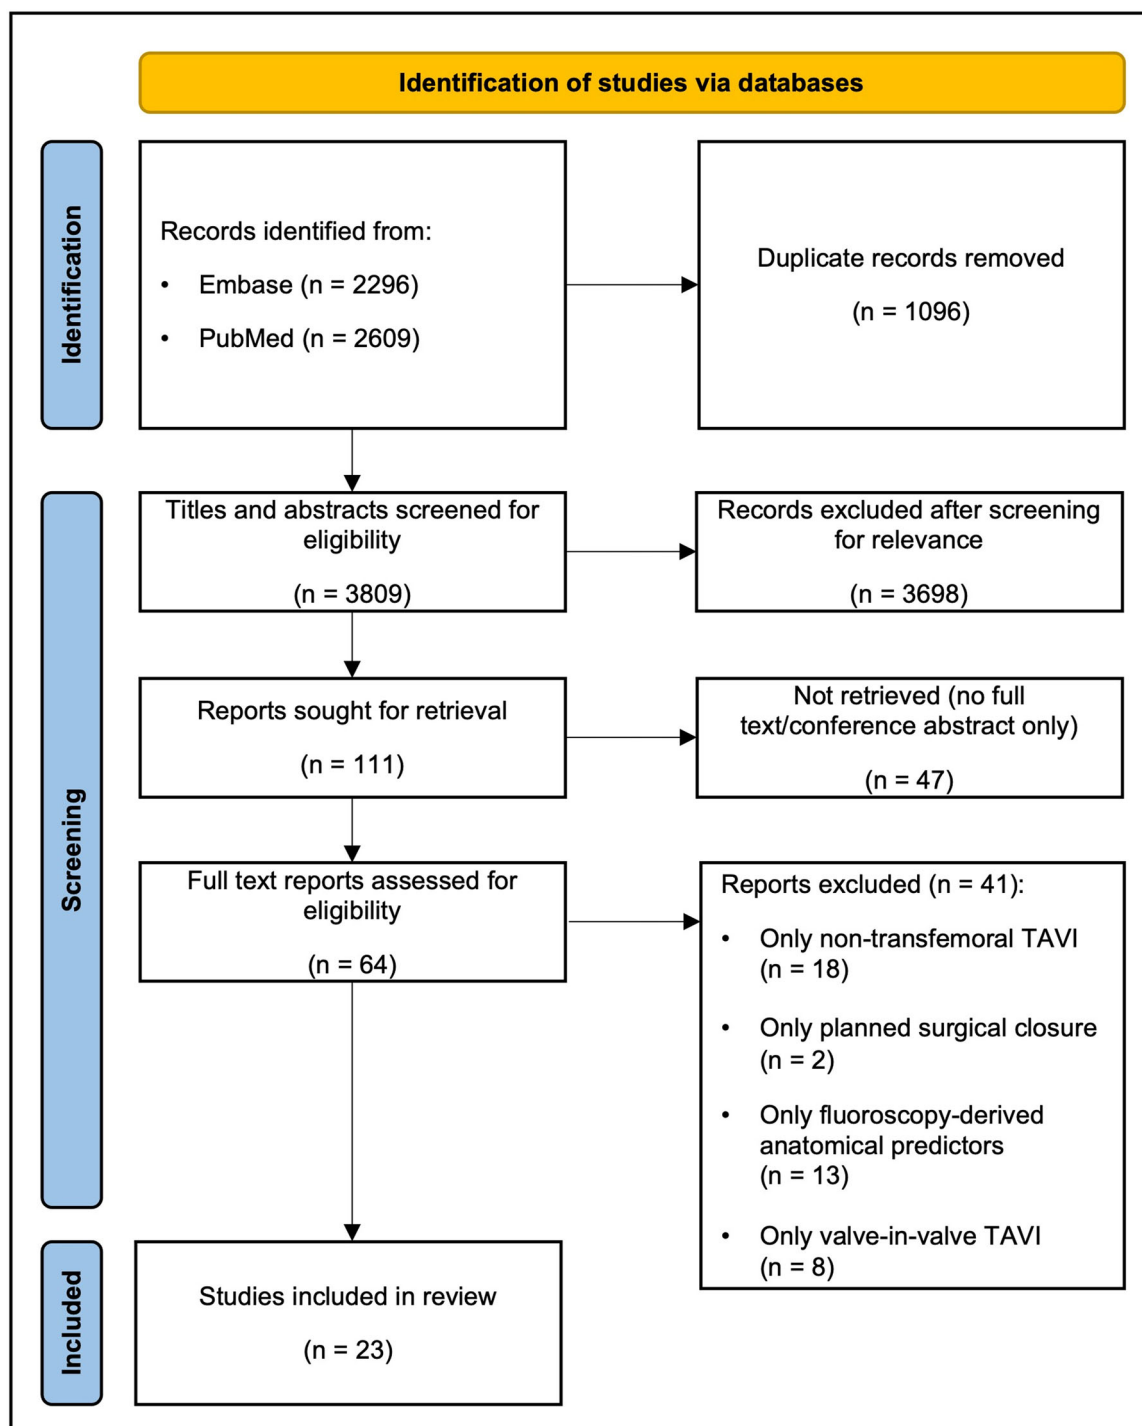 Identification of studies via databases
Identification
Records identified from:
• Embase (n = 2296)
• PubMed (n = 2609)
Duplicate records removed
(n = 1096)
Screening
Titles and abstracts screened for
eligibility
(n = 3809)
Records excluded after screening
for relevance
(n = 3698)
Reports sought for retrieval
(n = 111)
Not retrieved (no full
text/conference abstract only)
(n = 47)
Full text reports assessed for
eligibility
(n = 64)
Reports excluded (n = 41):
• Only non-transfemoral TAVI
(n = 18)
• Only planned surgical closure
(n = 2)
• Only fluoroscopy-derived
anatomical predictors
(n = 13)
• Only valve-in-valve TAVI
(n = 8)
Included
Studies included in review
(n = 23)